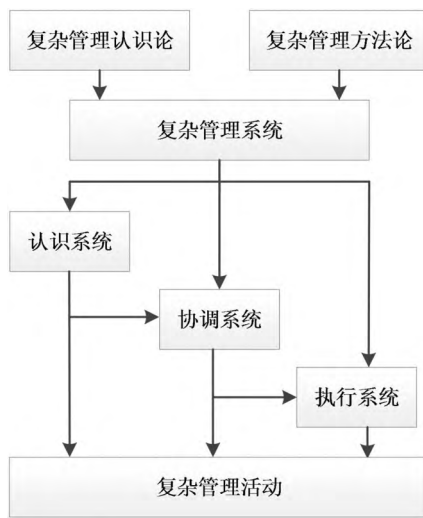 复杂管理认识论
复杂管理方法论
复杂管理系统
认识系统
协调系统
执行系统
复杂管理活动